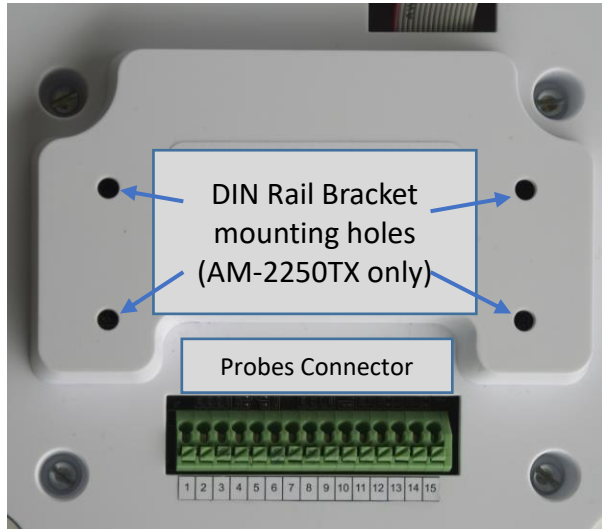 DIN Rail Bracket
mounting holes
(AM-2250TX only)
Probes Connector
1 2 3 4 5 6 7 8 9 10 11 12 13 14 15